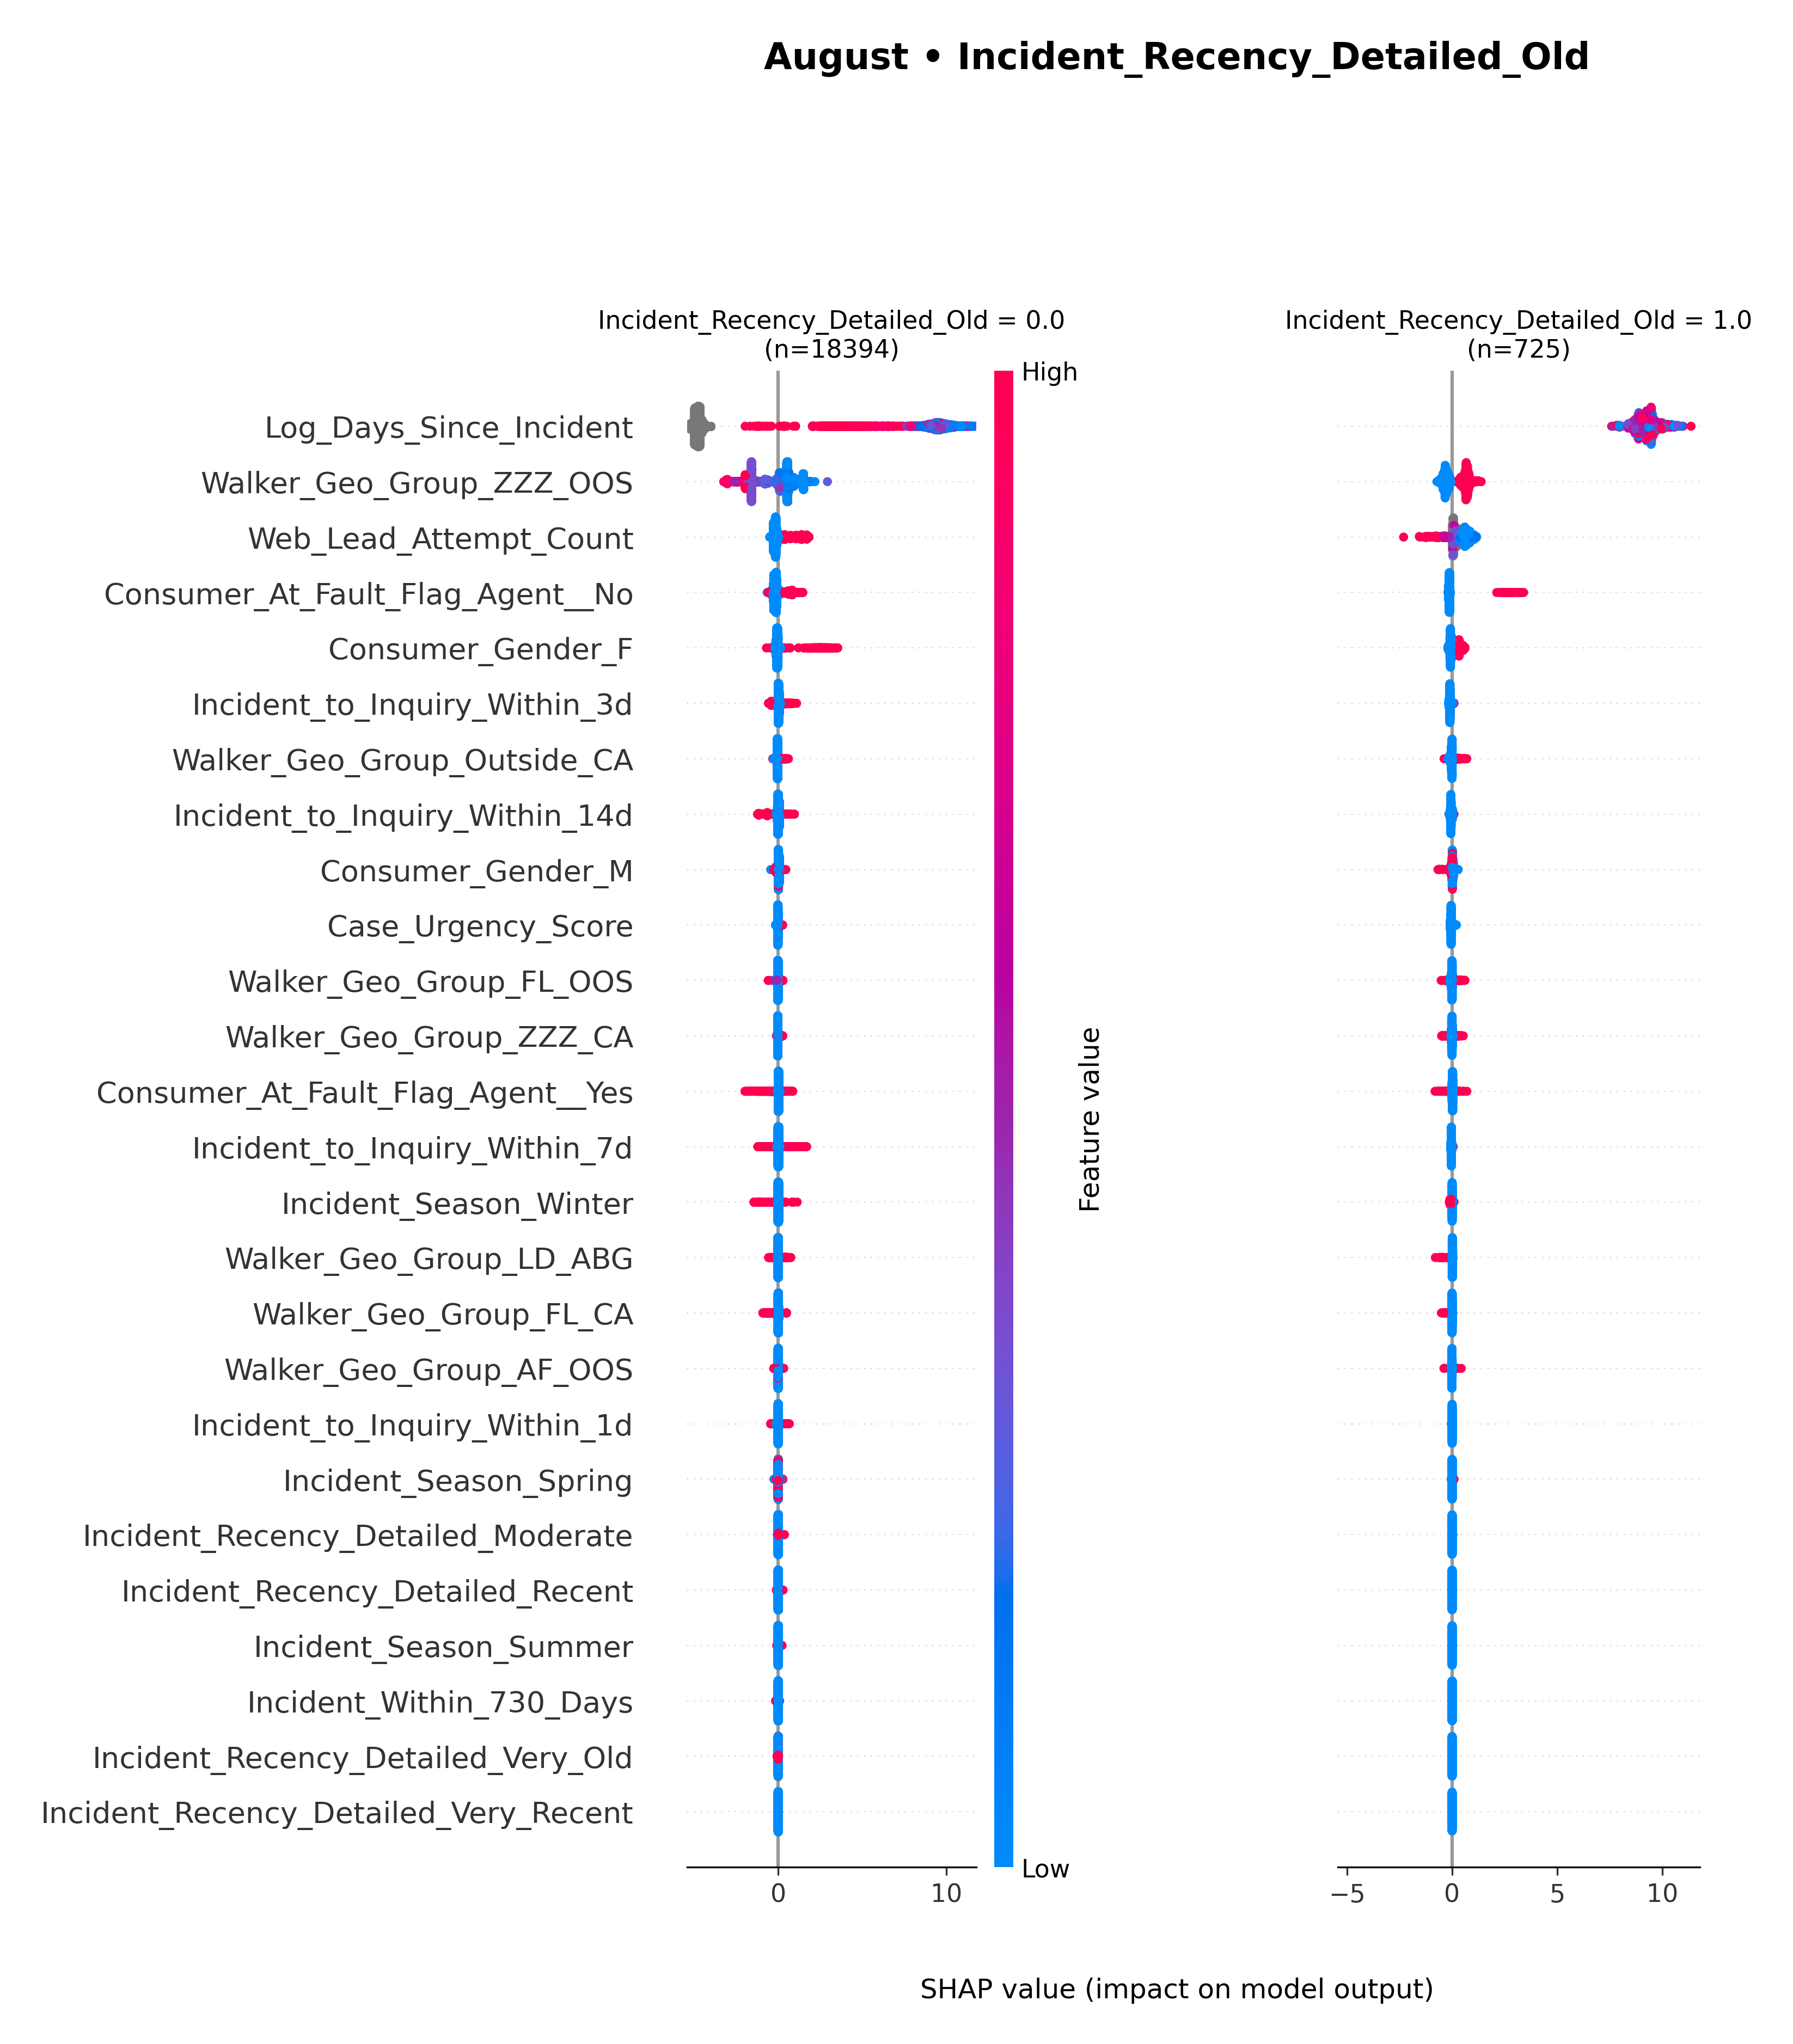 August • Incident_Recency_Detailed_Old
Incident_Recency_Detailed_Old = 0.0
(n=18394)
Incident_Recency_Detailed_Old = 1.0
(n=725)
High
Log_Days_Since_Incident
Walker_Geo_Group_ZZZ_OOS
Web_Lead_Attempt_Count
Consumer_At_Fault_Flag_Agent__No
Consumer_Gender_F
Incident_to_Inquiry_Within_3d
Walker_Geo_Group_Outside_CA
Incident_to_Inquiry_Within_14d
Consumer_Gender_M
Case_Urgency_Score
Walker_Geo_Group_FL_OOS
Walker_Geo_Group_ZZZ_CA
Consumer_At_Fault_Flag_Agent__Yes
Incident_to_Inquiry_Within_7d
Incident_Season_Winter
Walker_Geo_Group_LD_ABG
Walker_Geo_Group_FL_CA
Walker_Geo_Group_AF_OOS
Incident_to_Inquiry_Within_1d
Incident_Season_Spring
Incident_Recency_Detailed_Moderate
Incident_Recency_Detailed_Recent
Incident_Season_Summer
Incident_Within_730_Days
Incident_Recency_Detailed_Very_Old
Incident_Recency_Detailed_Very_Recent
Feature value
Low
0 10
−5 0 5 10
SHAP value (impact on model output)